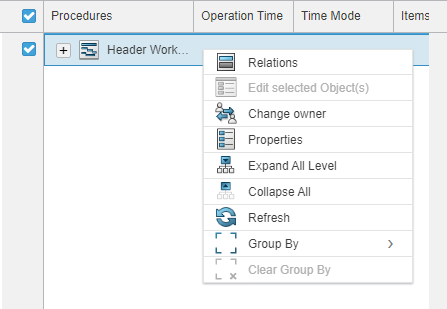 Procedures Operation Time Time Mode Items
Header Work...
Relations
Edit selected Object(s)
Change owner
Properties
Expand All Level
Collapse All
Refresh
Group By
Clear Group By